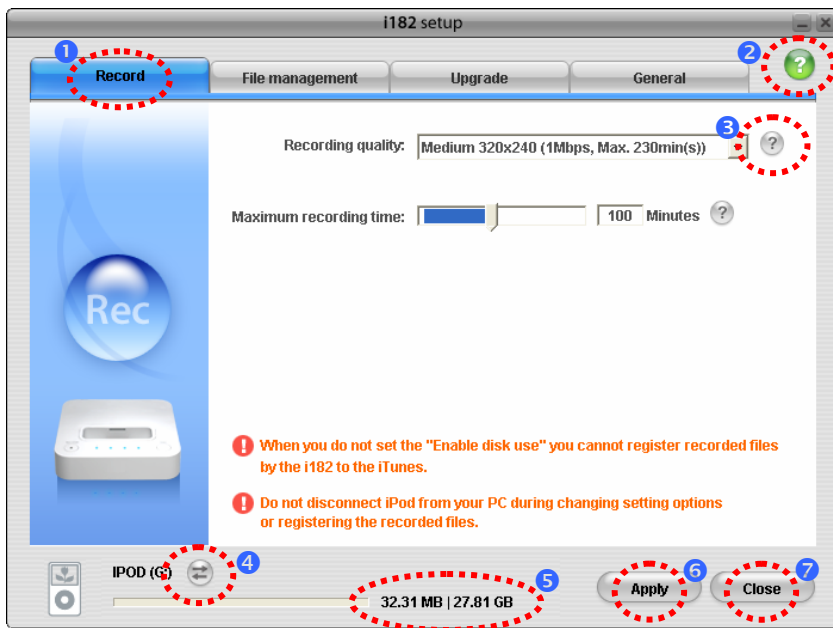 i182 setup
1
2
Record
File management
Upgrade
General
?
3
Recording quality:
Medium 320x240 (1Mbps, Max. 230min(s))
?
Maximum recording time:
100
Minutes
?
Rec
! When you do not set the "Enable disk use" you cannot register recorded files
by the i182 to the iTunes.
! Do not disconnect iPod from your PC during changing setting options
or registering the recorded files.
IPOD (G:)
4
5
32.31 MB | 27.81 GB
6
Apply
7
Close